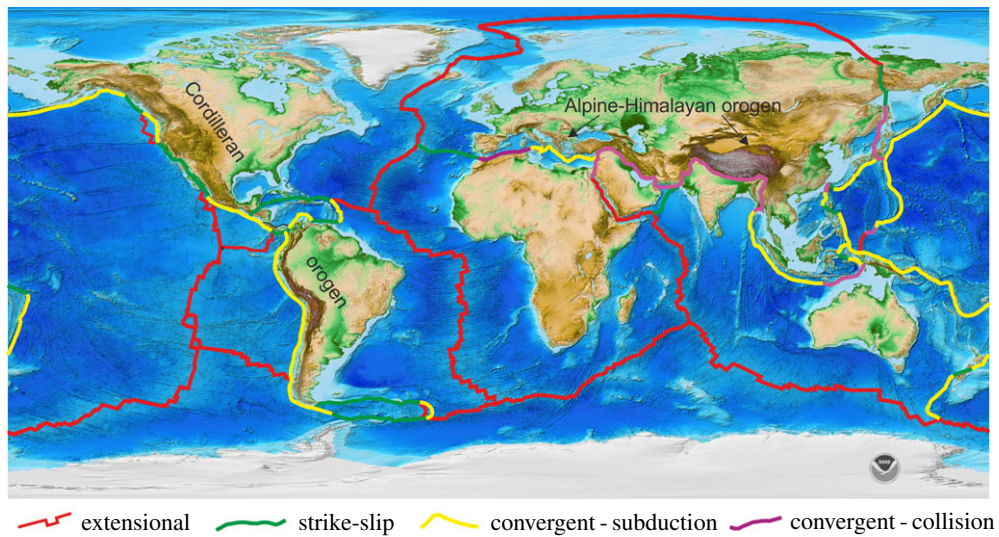 Cordilleran
Alpine-Himalayan orogen
orogen
extensional
strike-slip
convergent - subduction
convergent - collision